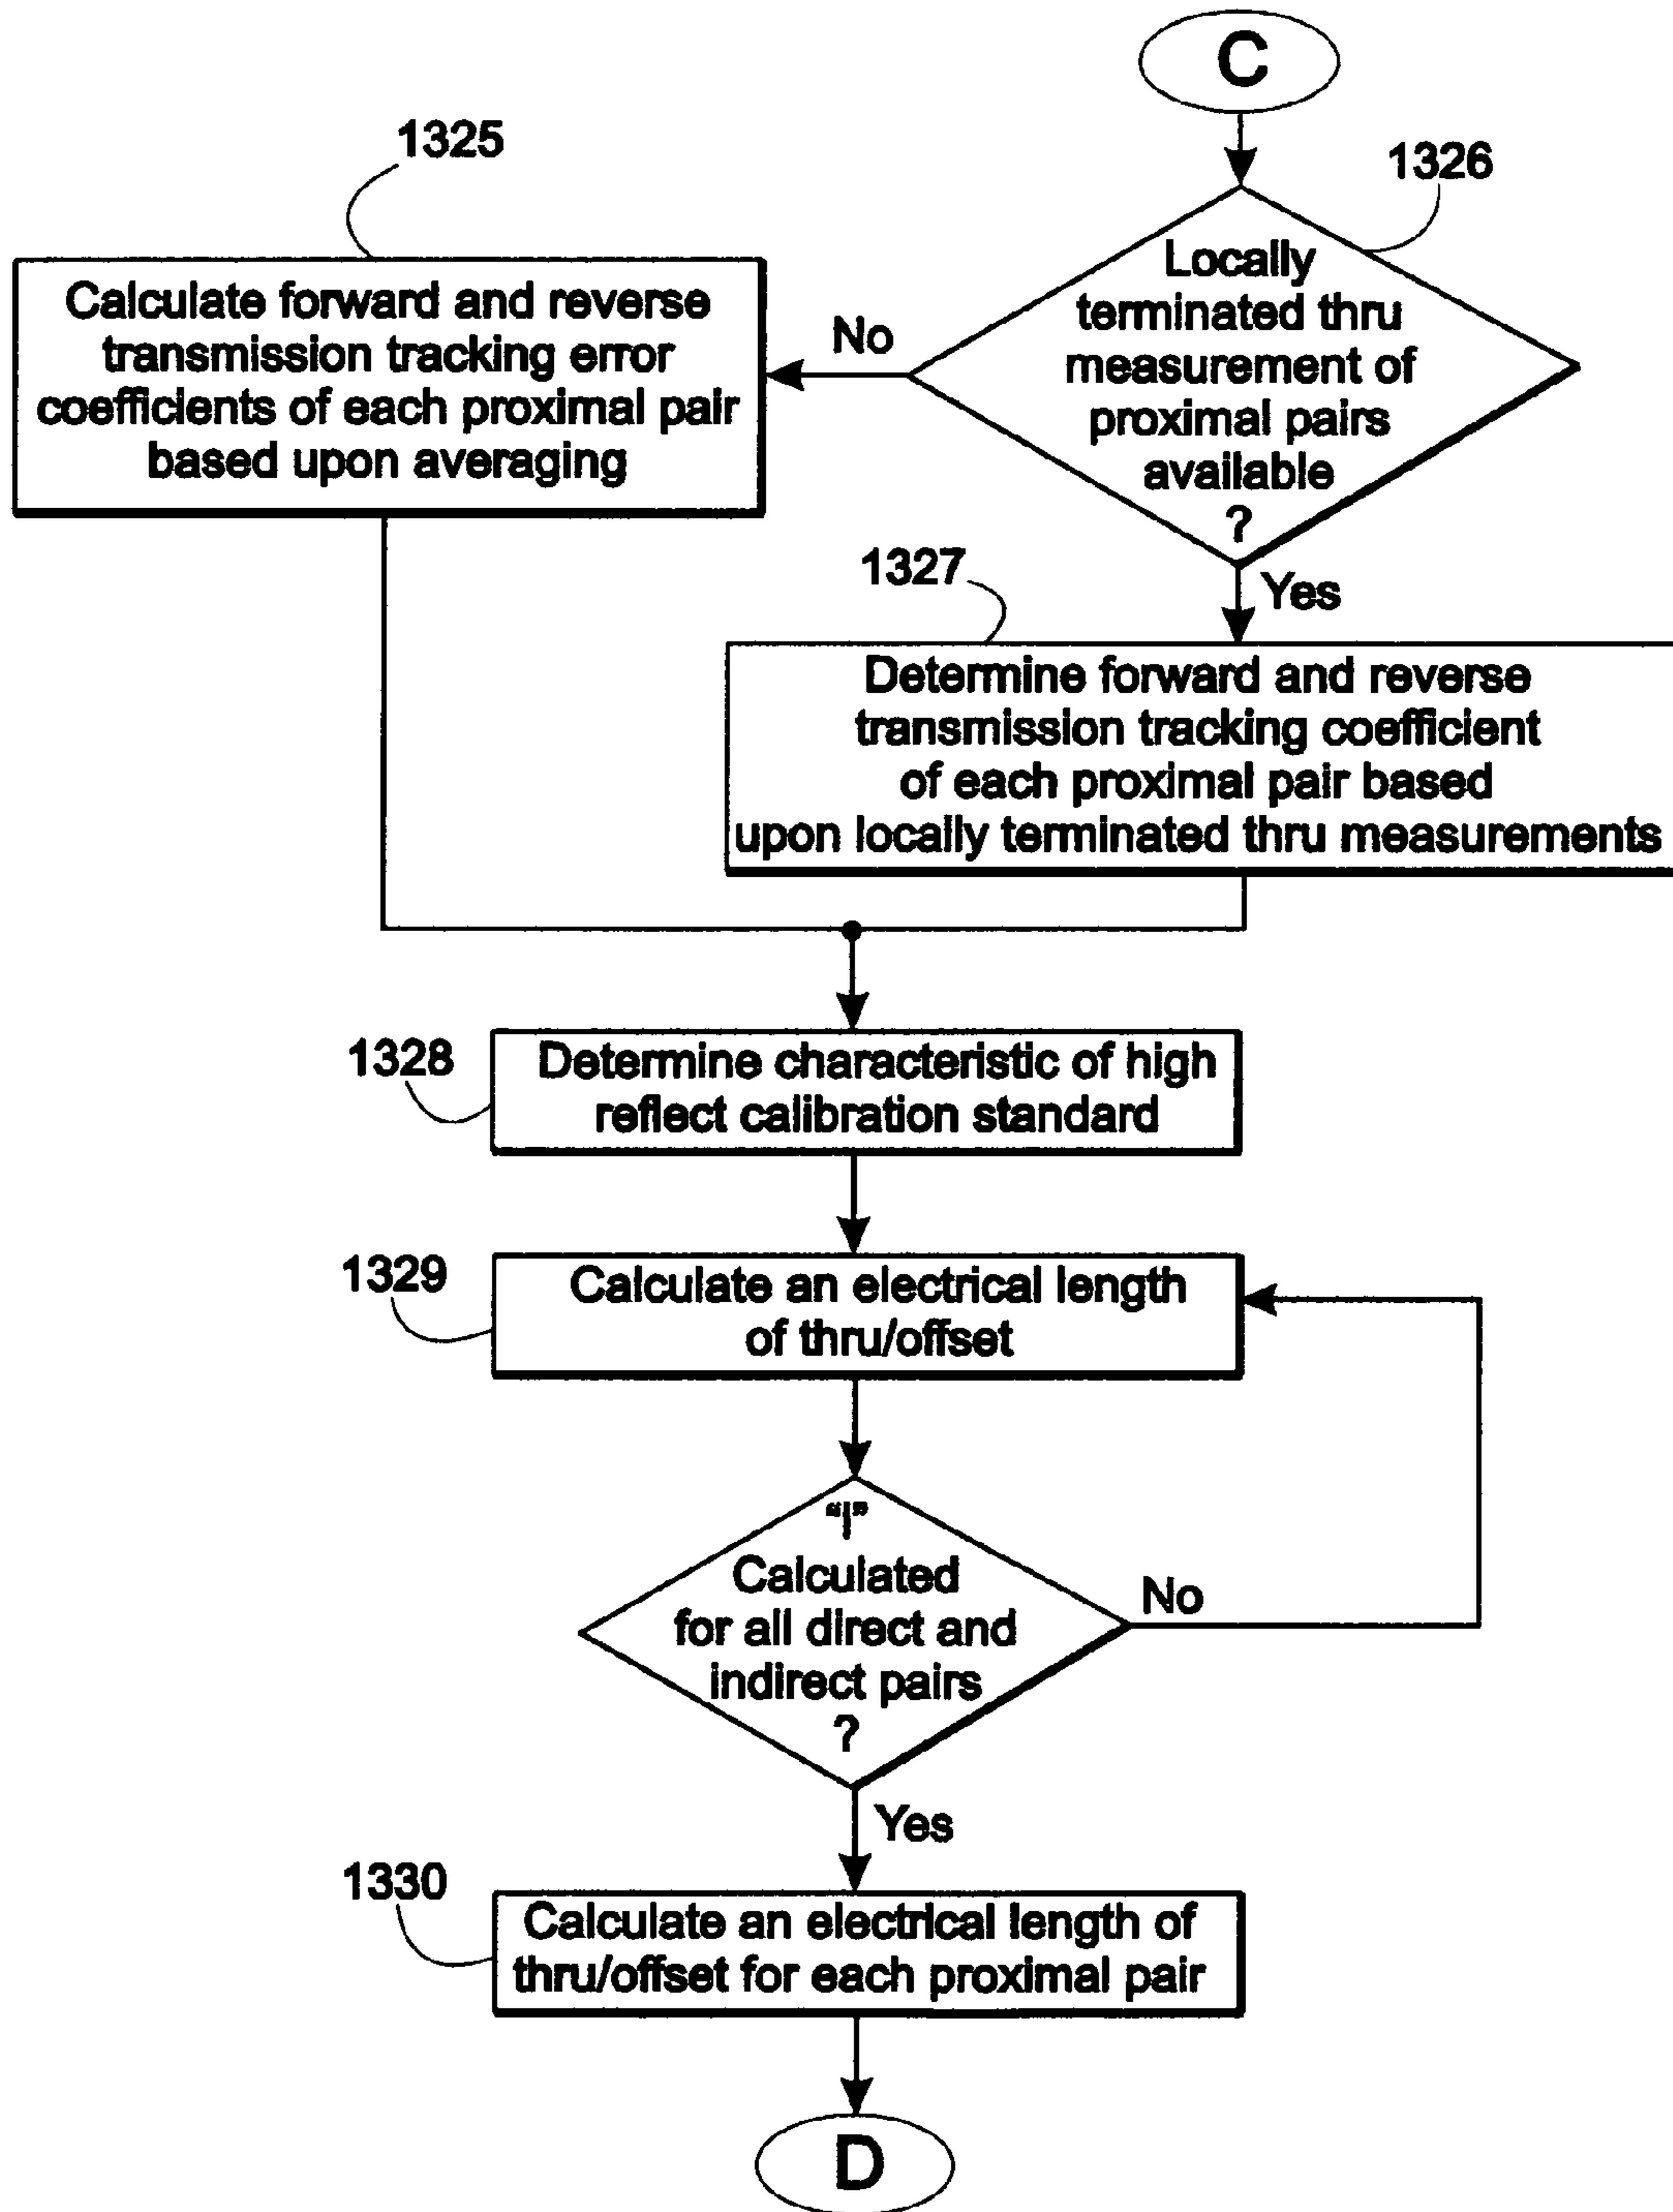 C
1325
1326
Calculate forward and reverse
transmission tracking error
coefficients of each proximal pair
based upon averaging
No
Locally
terminated thru
measurement of
proximal pairs
available
?
1327
Yes
Determine forward and reverse
transmission tracking coefficient
of each proximal pair based
upon locally terminated thru measurements
1328
Determine characteristic of high
reflect calibration standard
1329
Calculate an electrical length
of thru/offset
“l”
Calculated
for all direct and
indirect pairs
?
No
Yes
1330
Calculate an electrical length of
thru/offset for each proximal pair
D